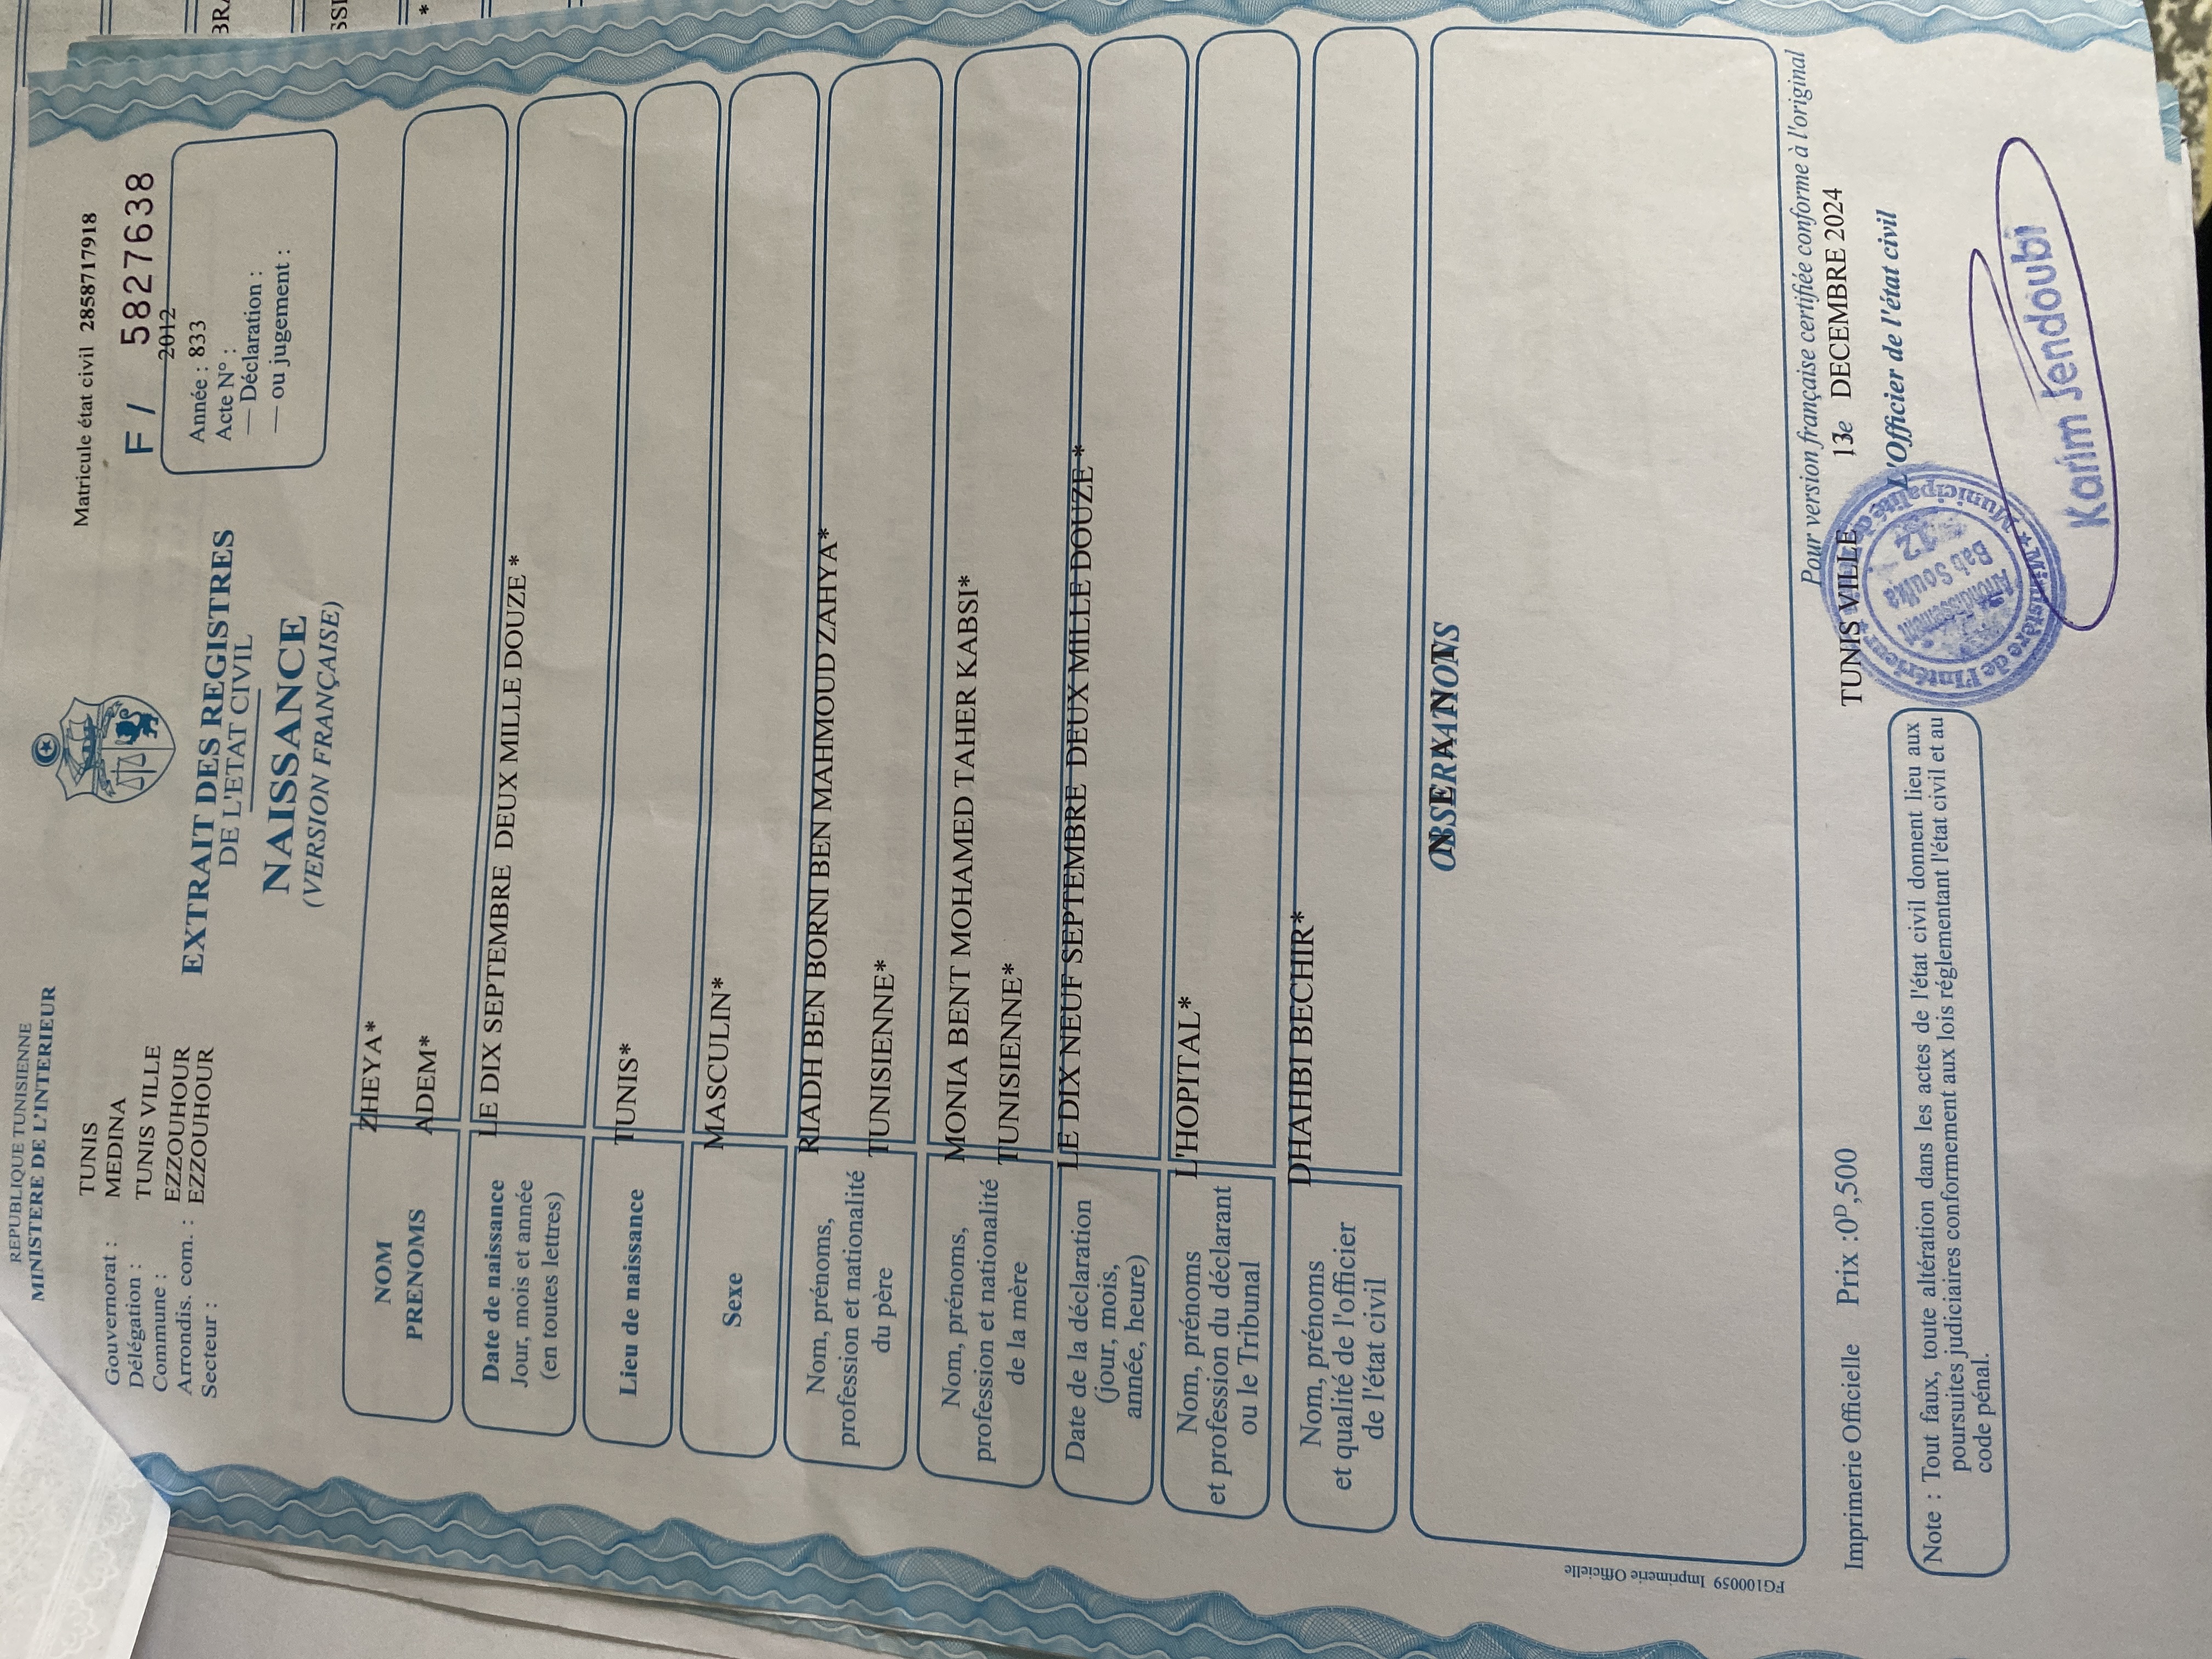 REPUBLIQUE TUNISIENNE
MINISTERE DE L'INTERIEUR
Gouvernorat : TUNIS
Délégation : MEDINA
Commune : TUNIS VILLE
Arrondis. com. : EZZOUHOUR
Secteur : EZZOUHOUR
EXTRAIT DES REGISTRES
DE L'ETAT CIVIL
NAISSANCE
(VERSION FRANÇAISE)
Matricule état civil 2858717918
F / 5827638
2012
Année : 833
Acte N° :
— Déclaration :
— ou jugement :
NOM ZHEYA*
PRENOMS ADEM*
Date de naissance
Jour, mois et année
(en toutes lettres)
LE DIX SEPTEMBRE DEUX MILLE DOUZE *
Lieu de naissance TUNIS*
Sexe MASCULIN*
Nom, prénoms,
profession et nationalité
du père
RIADH BEN BORNI BEN MAHMOUD ZAHYA*
TUNISIENNE*
Nom, prénoms,
profession et nationalité
de la mère
MONIA BENT MOHAMED TAHER KABSI*
TUNISIENNE*
Date de la déclaration
(jour, mois,
année, heure)
LE DIX NEUF SEPTEMBRE DEUX MILLE DOUZE *
Nom, prénoms
et profession du déclarant
ou le Tribunal
L'HOPITAL*
Nom, prénoms
et qualité de l'officier
de l'état civil
DHAHBI BECHIR*
OBSERVATIONS
Pour version française certifiée conforme à l'original
TUNIS VILLE 13e DECEMBRE 2024
L'Officier de l'état civil
Ministère de l'Intérieur
Municipalité de
Arrondissement
Bab Souika
12
Karim Jendoubi
Imprimerie Officielle Prix :0D,500
Note : Tout faux, toute altération dans les actes de l'état civil donnent lieu aux
poursuites judiciaires conformement aux lois réglementant l'état civil et au
code pénal.
FG100059 Imprimerie Officielle